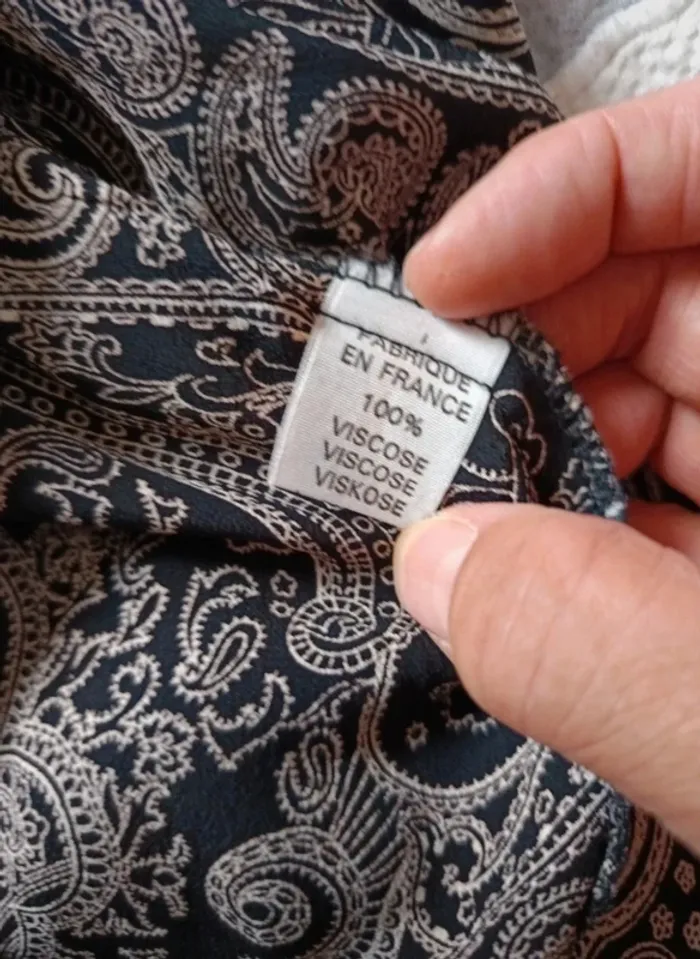 FABRIQUE
EN FRANCE
100%
VISCOSE
VISCOSE
VISKOSE